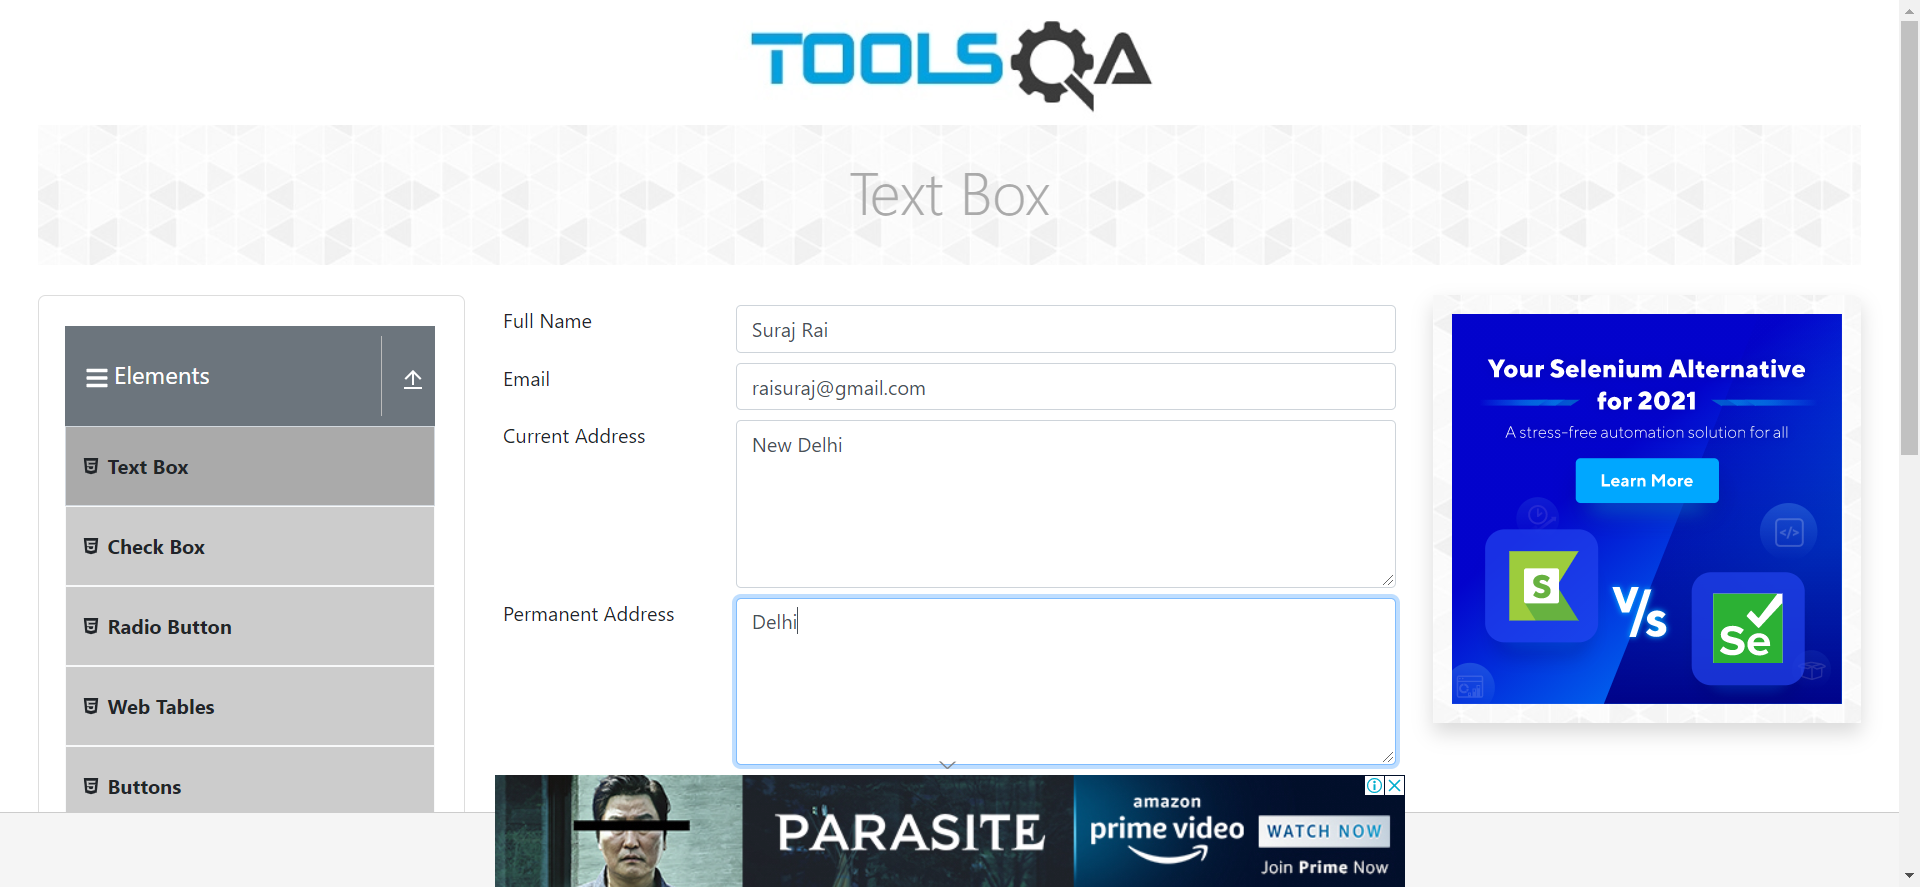 TOOLSQA
Text Box
Elements
Text Box
Check Box
Radio Button
Web Tables
Buttons
Full Name
Suraj Rai
Email
raisuraj@gmail.com
Current Address
New Delhi
Permanent Address
Delhi
Your Selenium Alternative
for 2021
A stress-free automation solution for all
Learn More
</>
S
V/s
Se
PARASITE
amazon
prime video
WATCH NOW
Join Prime Now